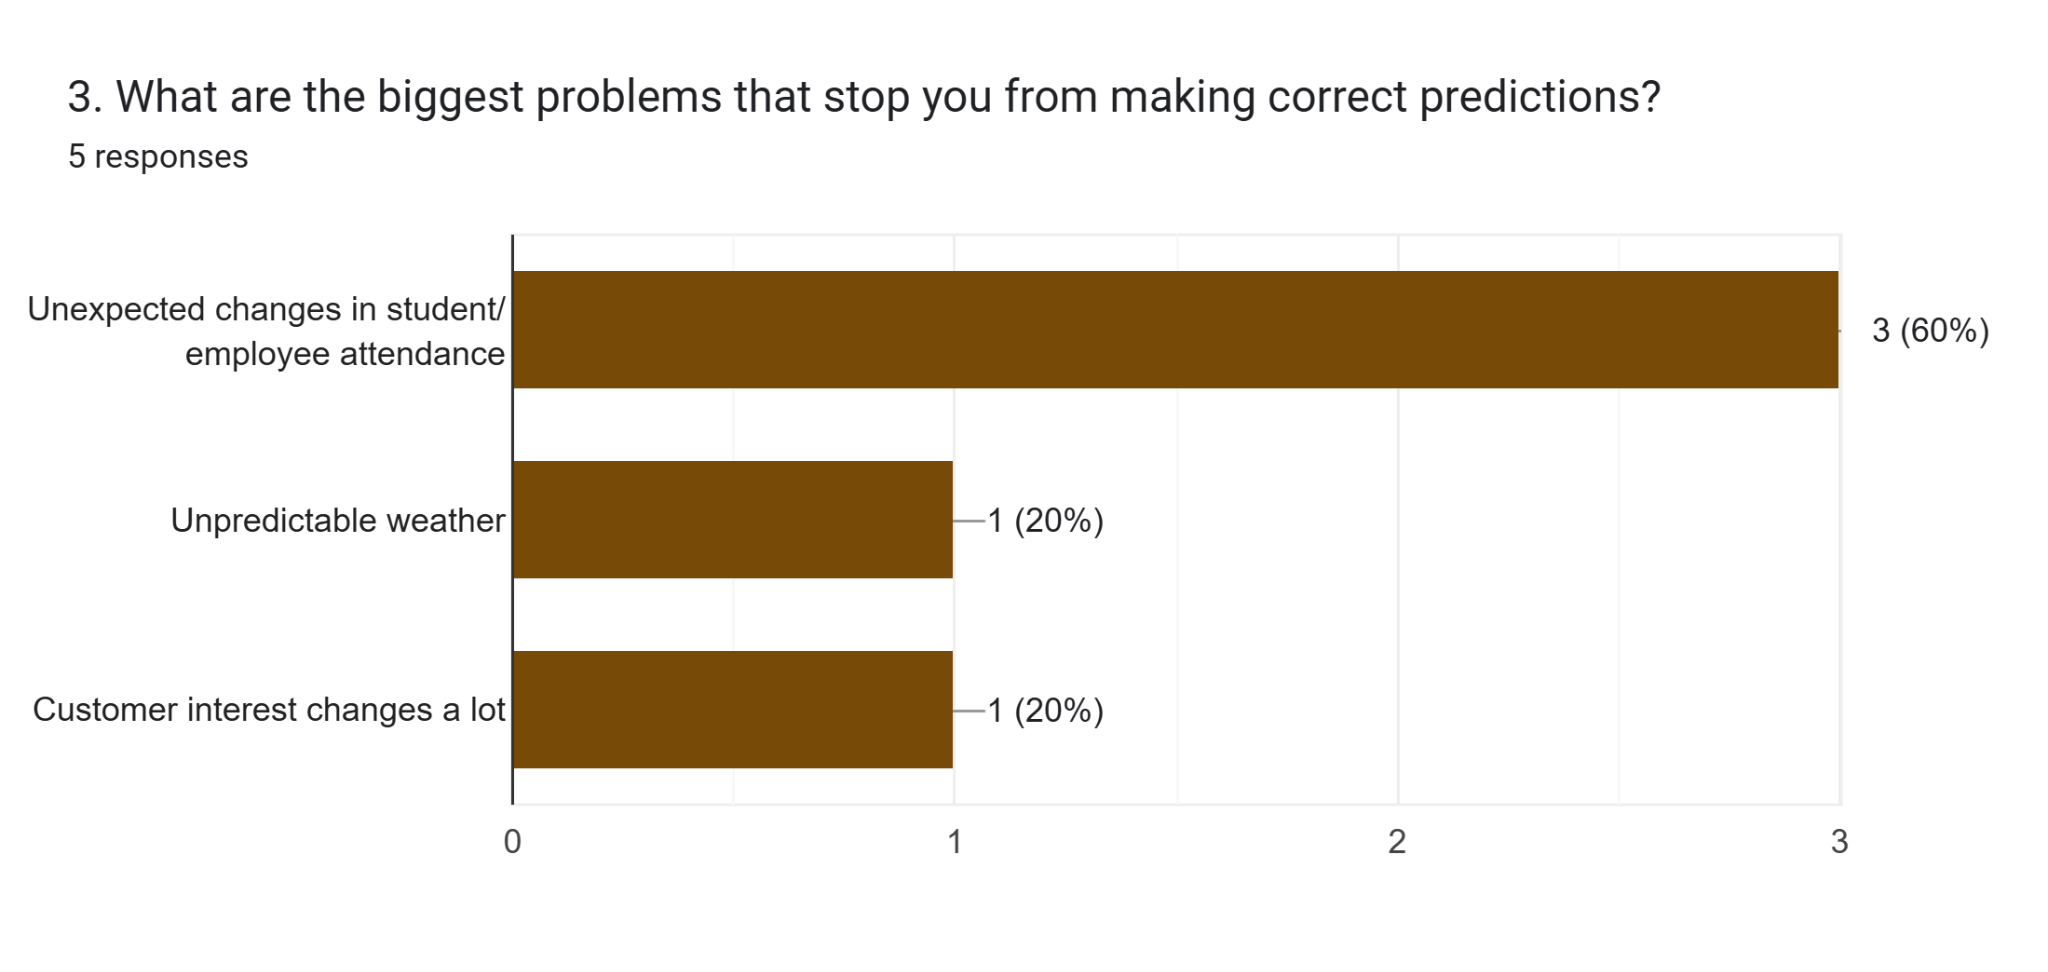 3. What are the biggest problems that stop you from making correct predictions?
5 responses
Unexpected changes in student/
employee attendance
3 (60%)
Unpredictable weather
1 (20%)
Customer interest changes a lot
1 (20%)
0
1
2
3